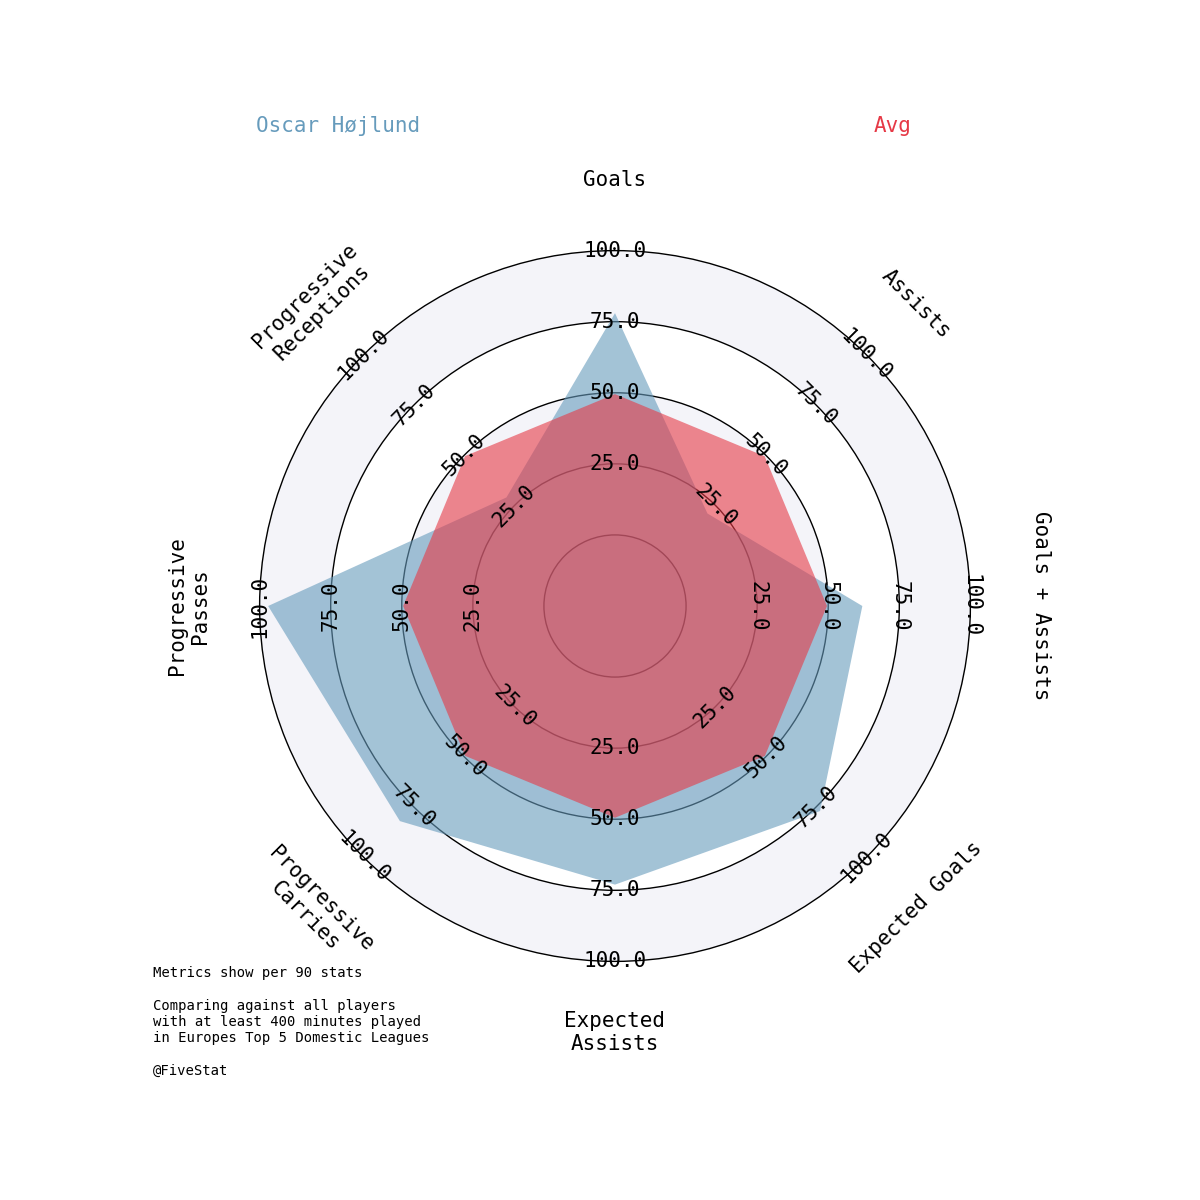 Oscar Højlund
Avg
Goals
Assists
Goals + Assists
Expected Goals
Expected
Assists
Progressive
Carries
Progressive
Passes
Progressive
Receptions
25.0
50.0
75.0
100.0
25.0
50.0
75.0
100.0
25.0
50.0
75.0
100.0
25.0
50.0
75.0
100.0
25.0
50.0
75.0
100.0
25.0
50.0
75.0
100.0
25.0
50.0
75.0
100.0
25.0
50.0
75.0
100.0
Metrics show per 90 stats
Comparing against all players
with at least 400 minutes played
in Europes Top 5 Domestic Leagues
@FiveStat